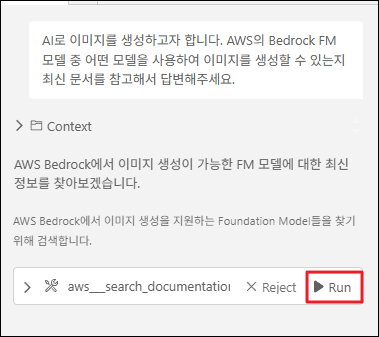 AI로 이미지를 생성하고자 합니다. AWS의 Bedrock FM
모델 중 어떤 모델을 사용하여 이미지를 생성할 수 있는지
최신 문서를 참고해서 답변해주세요.
Context
AWS Bedrock에서 이미지 생성이 가능한 FM 모델에 대한 최신
정보를 찾아보겠습니다.
AWS Bedrock에서 이미지 생성을 지원하는 Foundation Model들을 찾기
위해 검색합니다.
aws___search_documentation Reject Run